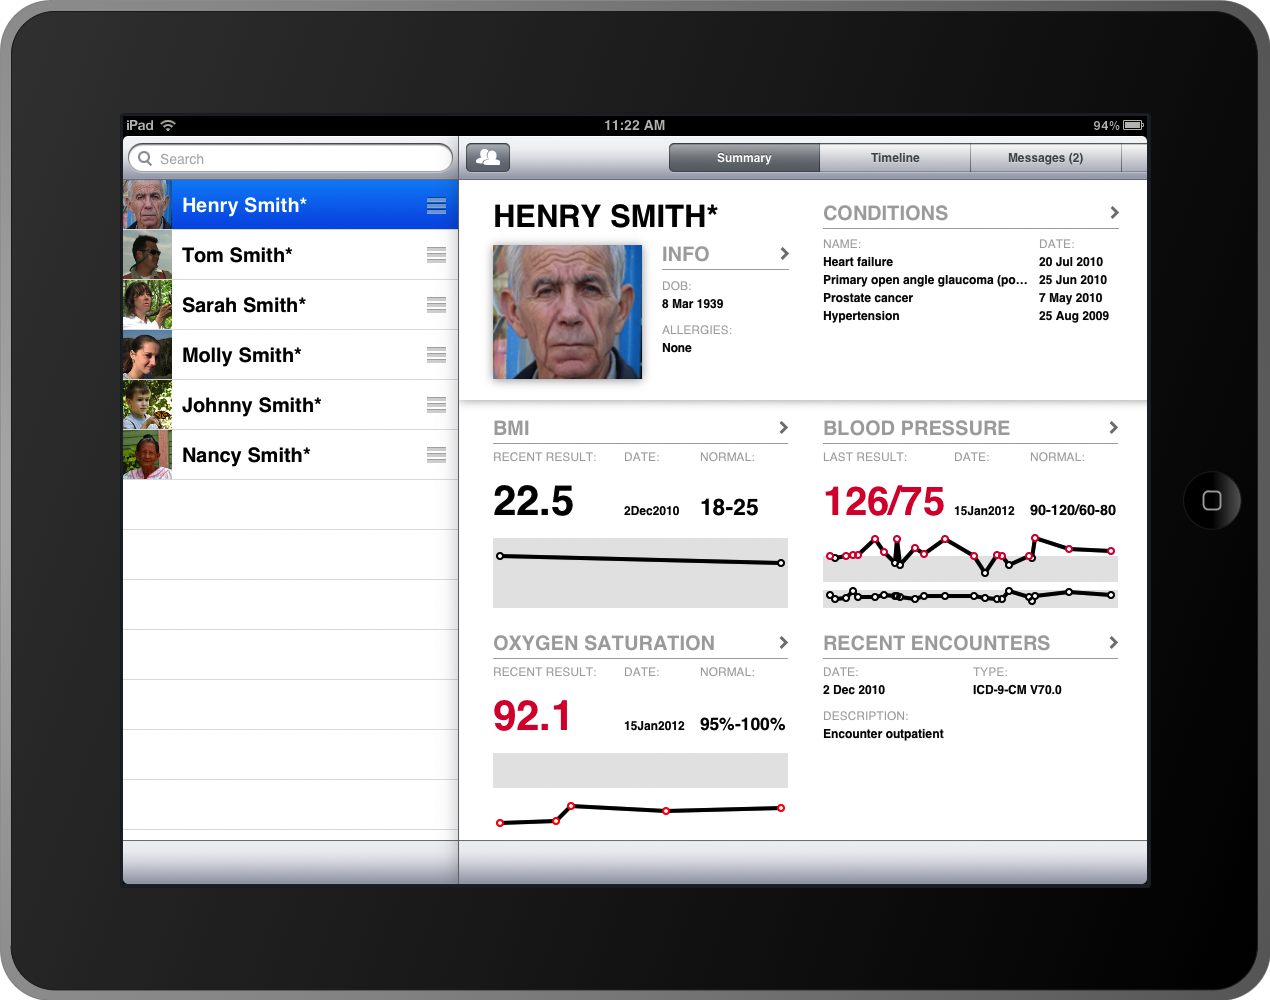 iPad 11:22 AM 94%
Search
Henry Smith*
Tom Smith*
Sarah Smith*
Molly Smith*
Johnny Smith*
Nancy Smith*
Summary Timeline Messages (2)
HENRY SMITH*
INFO
DOB:
8 Mar 1939
ALLERGIES:
None
CONDITIONS
NAME: DATE:
Heart failure 20 Jul 2010
Primary open angle glaucoma (po... 25 Jun 2010
Prostate cancer 7 May 2010
Hypertension 25 Aug 2009
BMI
RECENT RESULT: DATE: NORMAL:
22.5 2Dec2010 18-25
BLOOD PRESSURE
LAST RESULT: DATE: NORMAL:
126/75 15Jan2012 90-120/60-80
OXYGEN SATURATION
RECENT RESULT: DATE: NORMAL:
92.1 15Jan2012 95%-100%
RECENT ENCOUNTERS
DATE: TYPE:
2 Dec 2010 ICD-9-CM V70.0
DESCRIPTION:
Encounter outpatient